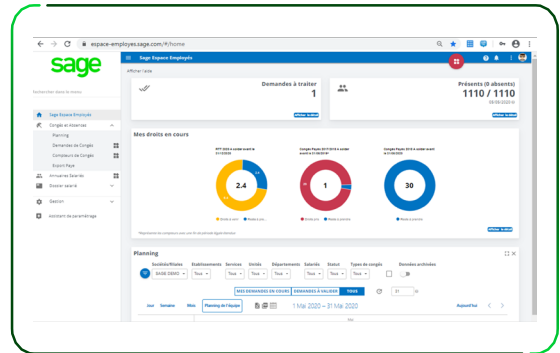 espace-employes.sage.com/#/home
sage
Sage Espace Employés
Afficher l'aide
Rechercher dans le menu
Demandes à traiter
1
Afficher le détail
Présents (0 absents)
1110 / 1110
Afficher le détail
Sage Espace Employés
Congés et Absences
Planning
Demandes de Congés
Compteurs de Congés
Export Paye
Annuaires Salariés
Dossier salarié
Gestion
Assistant de paramétrage
Mes droits en cours
2.4
1
30
Afficher le détail
Planning
Sociétés/filiales Etablissements Services Unités Départements Salariés Statut Types de congés Données archivées
SAGE DEMO Tous Tous Tous Tous Tous Tous Tous
MES DEMANDES EN COURS DEMANDES À VALIDER TOUS 31
Jour Semaine Mois Planning de l'équipe 1 Mai 2020 – 31 Mai 2020 Aujourd'hui